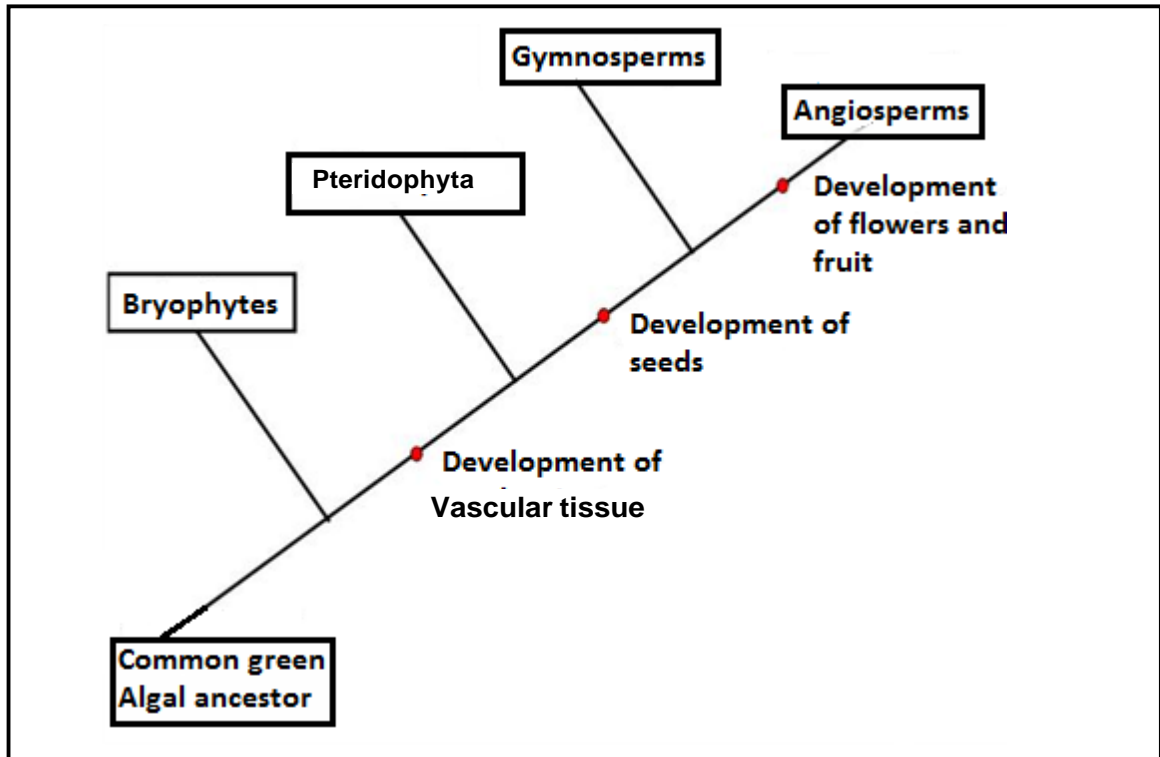 Gymnosperms
Angiosperms
Pteridophyta
Development
of flowers and
fruit
Bryophytes
Development of
seeds
Development of
Vascular tissue
Common green
Algal ancestor